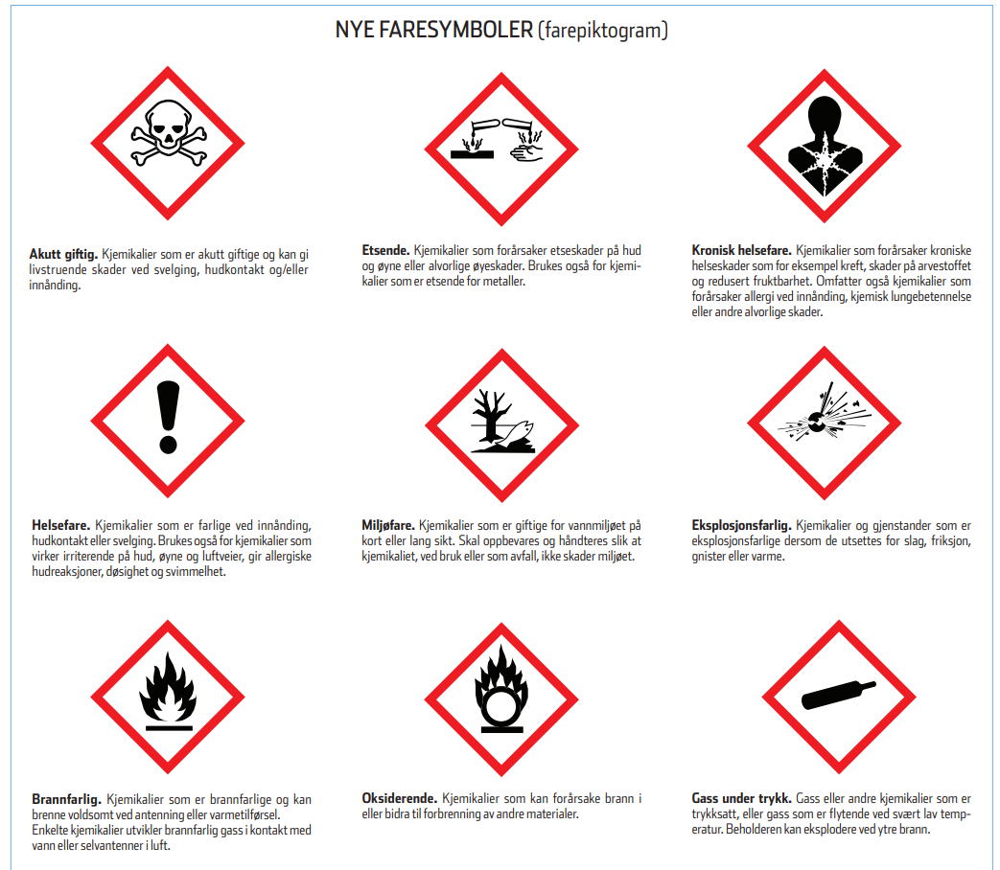 NYE FARESYMBOLER (farepiktogram)
Akutt giftig. Kjemikalier som er akutt giftige og kan gi
livstruende skader ved svelging, hudkontakt og/eller
innånding.
Etsende. Kjemikalier som forårsaker etseskader på hud
og øyne eller alvorlige øyeskader. Brukes også for kjemi-
kalier som er etsende for metaller.
Kronisk helsefare. Kjemikalier som forårsaker kroniske
helseskader som for eksempel kreft, skader på arvestoffet
og redusert fruktbarhet. Omfatter også kjemikalier som
forårsaker allergi ved innånding, kjemisk lungebetennelse
eller andre alvorlige skader.
Helsefare. Kjemikalier som er farlige ved innånding,
hudkontakt eller svelging. Brukes også for kjemikalier som
virker irriterende på hud, øyne og luftveier, gir allergiske
hudreaksjoner, døsighet og svimmelhet.
Miljøfare. Kjemikalier som er giftige for vannmiljøet på
kort eller lang sikt. Skal oppbevares og håndteres slik at
kjemikaliet, ved bruk eller som avfall, ikke skader miljøet.
Eksplosjonsfarlig. Kjemikalier og gjenstander som er
eksplosjonsfarlige dersom de utsettes for slag, friksjon,
gnister eller varme.
Brannfarlig. Kjemikalier som er brannfarlige og kan
brenne voldsomt ved antenning eller varmetilførsel.
Enkelte kjemikalier utvikler brannfarlig gass i kontakt med
vann eller selvantenner i luft.
Oksiderende. Kjemikalier som kan forårsake brann i
eller bidra til forbrenning av andre materialer.
Gass under trykk. Gass eller andre kjemikalier som er
trykksatt, eller gass som er flytende ved svært lav temp-
eratur. Beholderen kan eksplodere ved ytre brann.